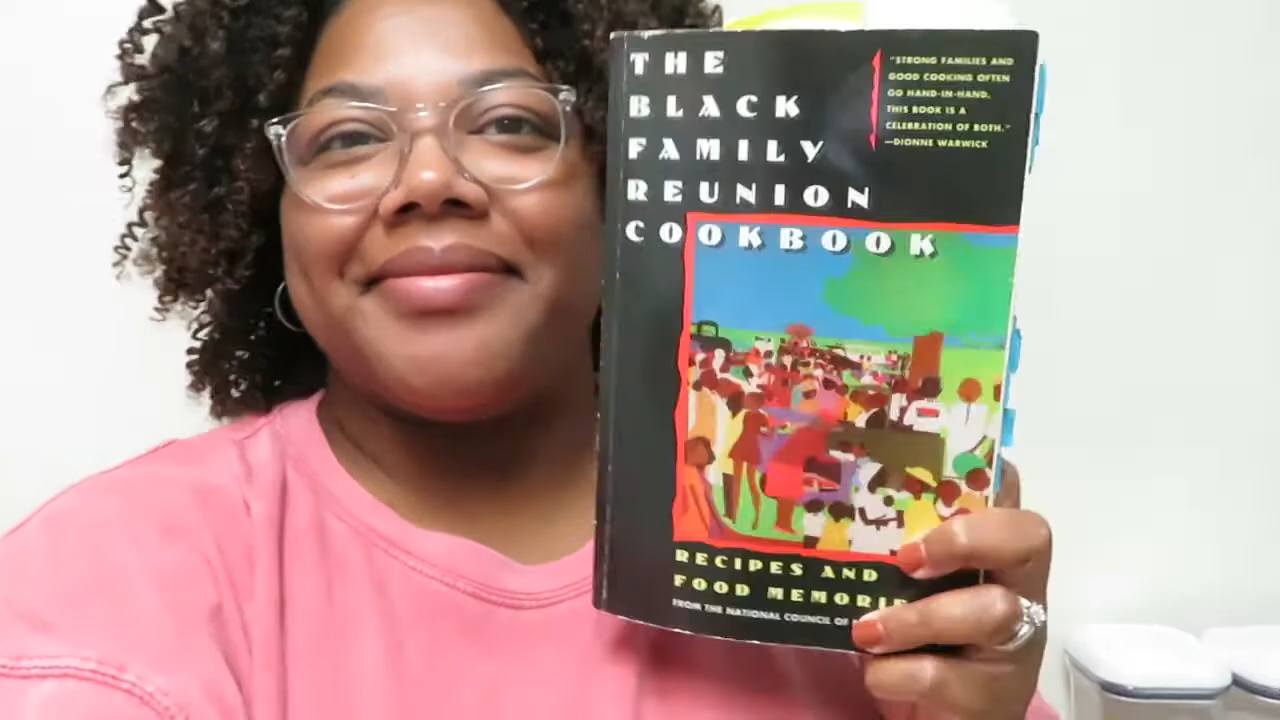 THE
BLACK
FAMILY
REUNION
COOKBOOK
"STRONG FAMILIES AND
GOOD COOKING OFTEN
GO HAND-IN-HAND.
THIS BOOK IS A
CELEBRATION OF BOTH."
—DIONNE WARWICK
RECIPES AND
FOOD MEMORIE
FROM THE NATIONAL COUNCIL OF